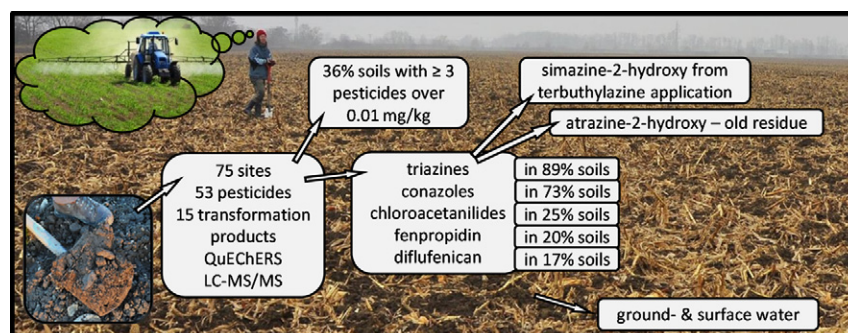 36% soils with ≥ 3
pesticides over
0.01 mg/kg
simazine-2-hydroxy from
terbuthylazine application
atrazine-2-hydroxy – old residue
75 sites
53 pesticides
15 transformation
products
QuEChERS
LC-MS/MS
triazines
conazoles
chloroacetanilides
fenpropidin
diflufenican
in 89% soils
in 73% soils
in 25% soils
in 20% soils
in 17% soils
ground- & surface water